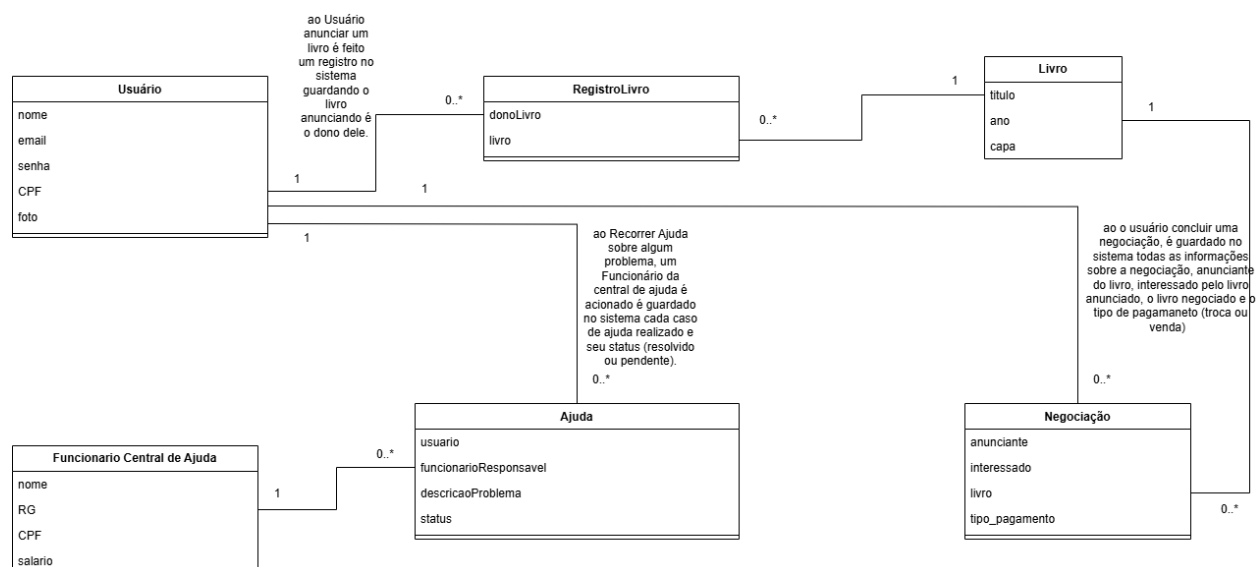 ao Usuário
anunciar um
livro é feito
um registro no
sistema
guardando o
livro
anunciando é
o dono dele.
Usuário
nome
email
senha
CPF
foto
0..*
1
RegistroLivro
donoLivro
livro
1
0..*
Livro
titulo
ano
capa
1
1
1
ao Recorrer Ajuda
sobre algum
problema, um
Funcionário da
central de ajuda é
acionado é guardado
no sistema cada caso
de ajuda realizado e
seu status (resolvido
ou pendente).
0..*
ao o usuário concluir uma
negociação, é guardado no
sistema todas as informações
sobre a negociação, anunciante
do livro, interessado pelo livro
anunciado, o livro negociado e o
tipo de pagamaneto (troca ou
venda)
0..*
Funcionario Central de Ajuda
nome
RG
CPF
salario
1
0..*
Ajuda
usuario
funcionarioResponsavel
descricaoProblema
status
Negociação
anunciante
interessado
livro
tipo_pagamento
0..*